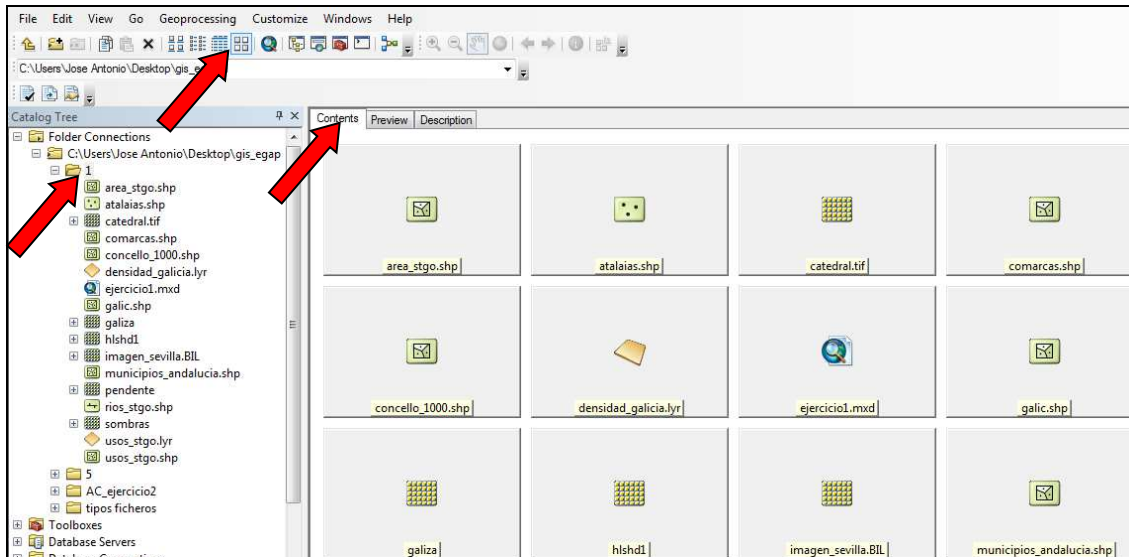 File Edit View Go Geoprocessing Customize Windows Help
C:\Users\Jose Antonio\Desktop\gis_
Catalog Tree
Contents Preview Description
Folder Connections
C:\Users\Jose Antonio\Desktop\gis_egap
1
area_stgo.shp
atalaias.shp
catedral.tif
comarcas.shp
concello_1000.shp
densidad_galicia.lyr
ejercicio1.mxd
galic.shp
galiza
hlshd1
imagen_sevilla.BIL
municipios_andalucia.shp
pendente
rios_stgo.shp
sombras
usos_stgo.lyr
usos_stgo.shp
5
AC_ejercicio2
tipos ficheros
Toolboxes
Database Servers
area_stgo.shp atalaias.shp catedral.tif comarcas.shp
concello_1000.shp densidad_galicia.lyr ejercicio1.mxd galic.shp
galiza hlshd1 imagen_sevilla.BIL municipios_andalucia.shp